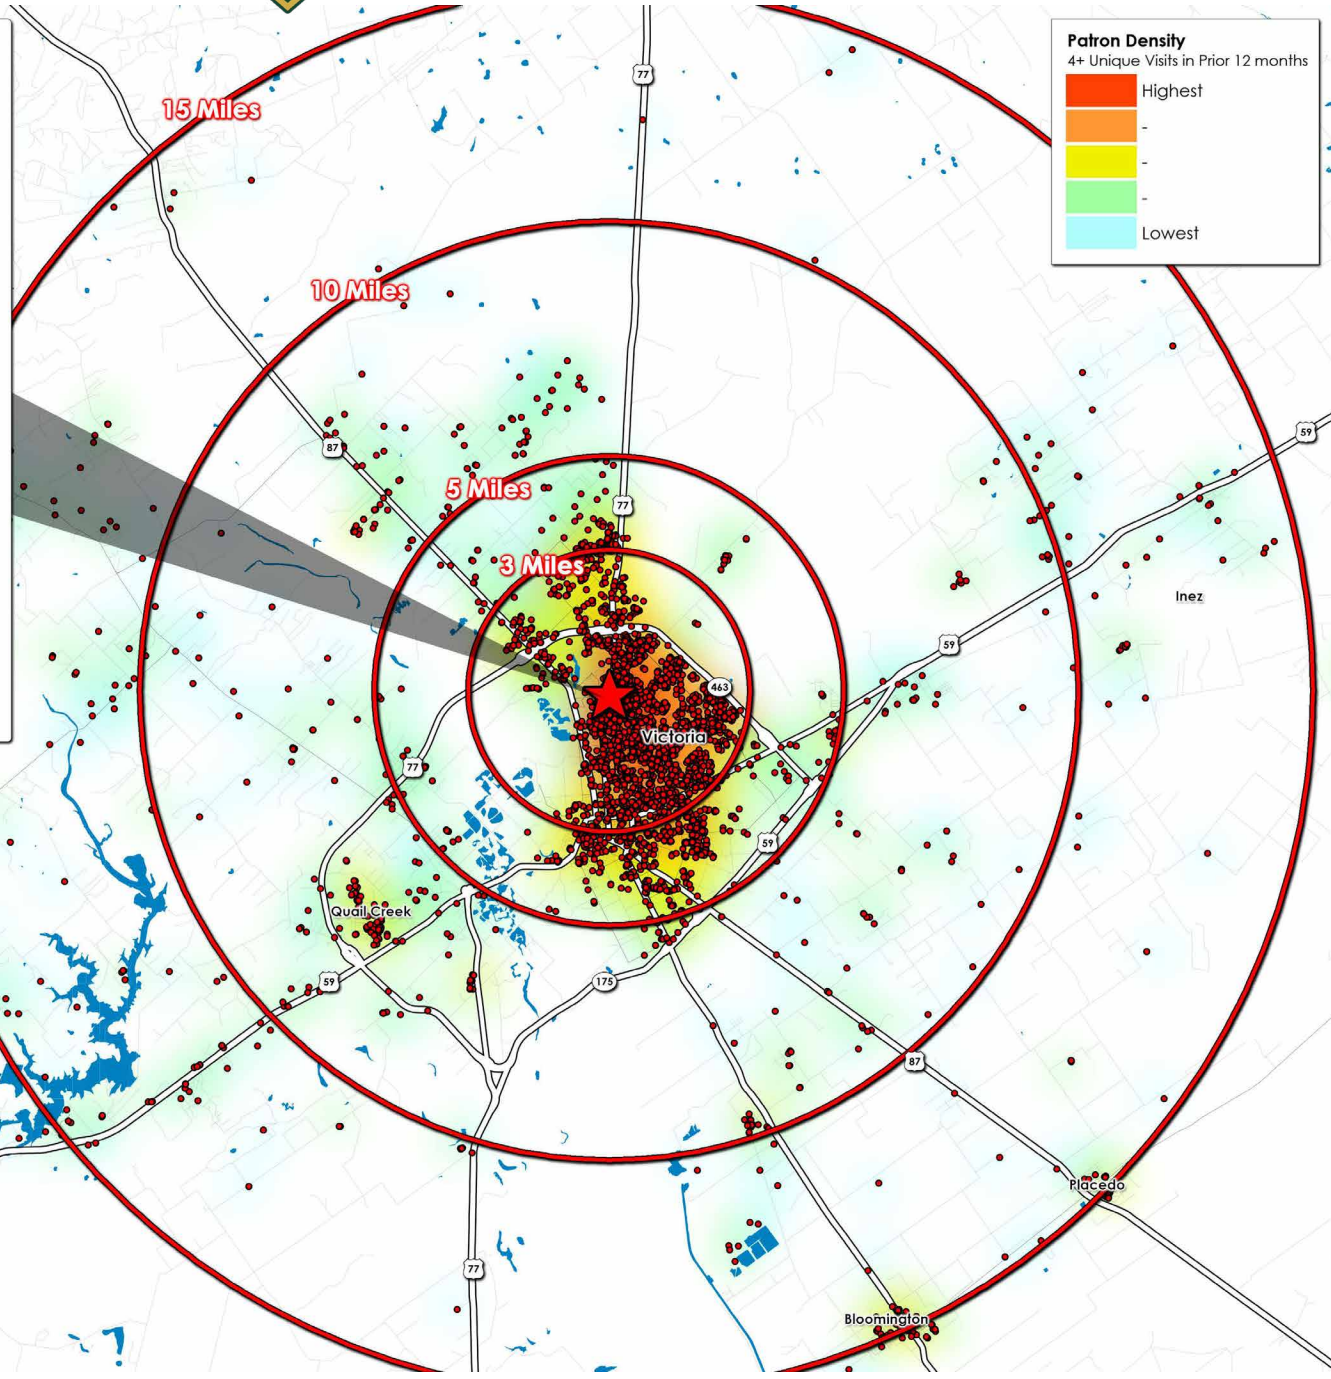 Patron Density
4+ Unique Visits in Prior 12 months
Highest
-
-
-
Lowest
77
15 Miles
10 Miles
59
87
5 Miles
77
3 Miles
Inez
59
463
Victoria
77
59
Quail Creek
59
175
87
Placedo
77
Bloomington